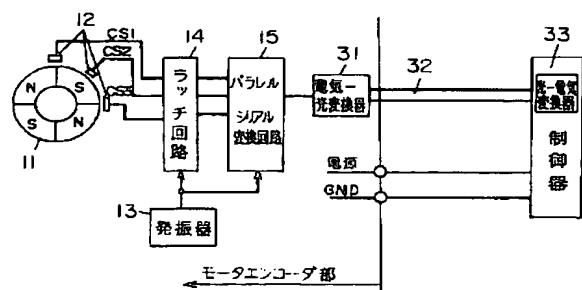 12
CS1
CS2
CS3
N
S
S
N
11
14
ラッチ回路
15
パラレル
シリアル
変換回路
31
電気-
光変換器
32
33
光-電気
変換器
制御器
電源
GND
13
発振器
モータエンコーダ部